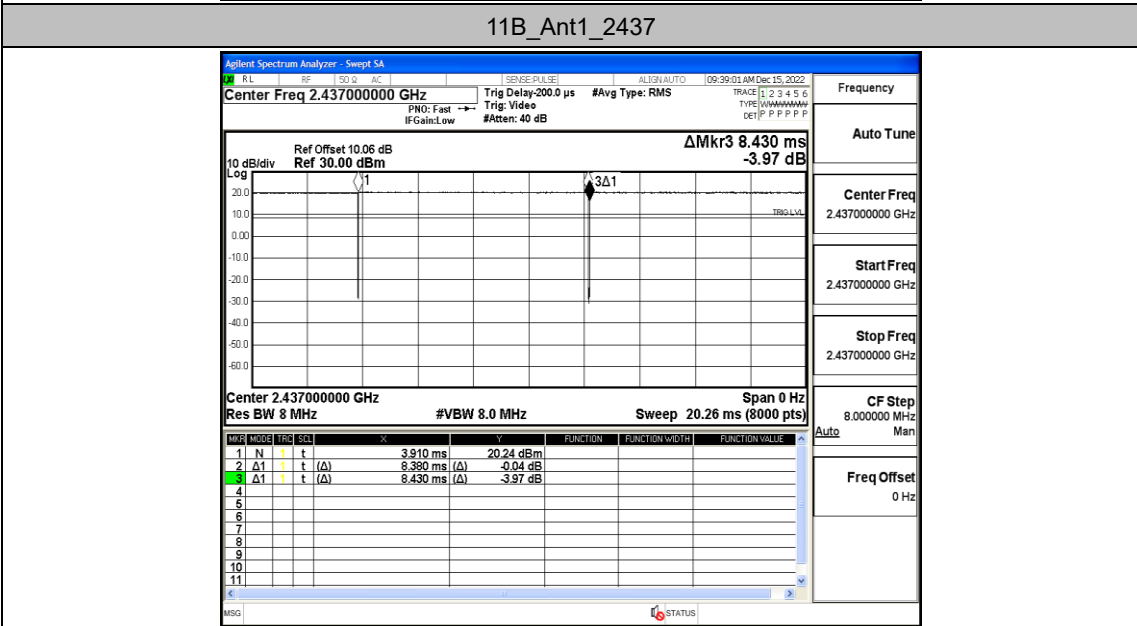 11B_Ant1_2437
Agilent Spectrum Analyzer - Swept SA
LXI RL RF 50 Ω AC SENSE:PULSE ALIGN AUTO 09:39:01 AM Dec 15, 2022
Center Freq 2.437000000 GHz
PNO: Fast
IFGain:Low
Trig Delay-200.0 µs
Trig: Video
#Atten: 40 dB
#Avg Type: RMS
TRACE 1 2 3 4 5 6
TYPE WWWWWW
DET P P P P P P
Ref Offset 10.06 dB
10 dB/div Ref 30.00 dBm
ΔMkr3 8.430 ms
-3.97 dB
Log
1
3Δ1
20.0
10.0
TRIG LVL
0.00
-10.0
-20.0
-30.0
-40.0
-50.0
-60.0
Center 2.437000000 GHz Span 0 Hz
Res BW 8 MHz #VBW 8.0 MHz Sweep 20.26 ms (8000 pts)
MKR MODE TRC SCL X Y FUNCTION FUNCTION WIDTH FUNCTION VALUE
1 N 1 t 3.910 ms 20.24 dBm
2 Δ1 1 t (Δ) 8.380 ms (Δ) -0.04 dB
3 Δ1 1 t (Δ) 8.430 ms (Δ) -3.97 dB
4
5
6
7
8
9
10
11
MSG STATUS
Frequency
Auto Tune
Center Freq
2.437000000 GHz
Start Freq
2.437000000 GHz
Stop Freq
2.437000000 GHz
CF Step
8.000000 MHz
Auto Man
Freq Offset
0 Hz